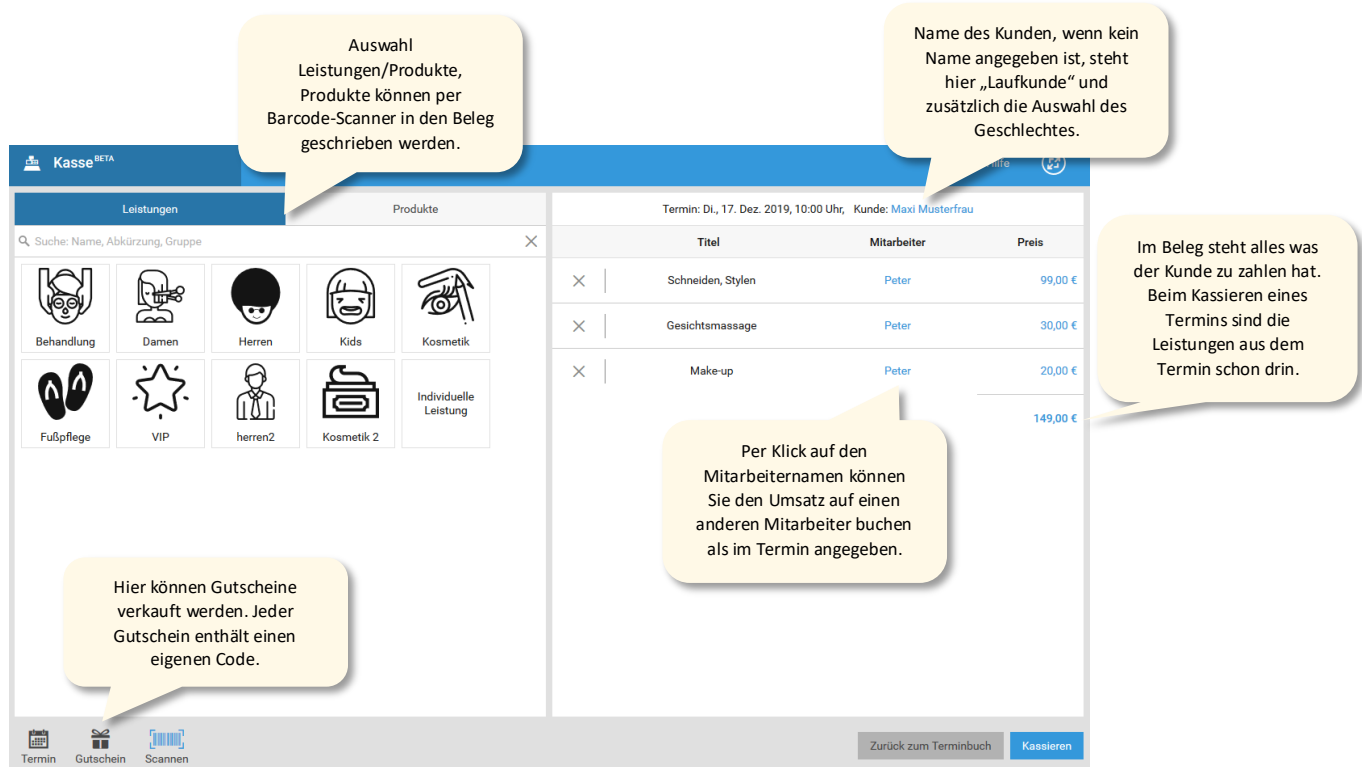 Auswahl
Leistungen/Produkte,
Produkte können per
Barcode-Scanner in den Beleg
geschrieben werden.
Name des Kunden, wenn kein
Name angegeben ist, steht
hier „Laufkunde“ und
zusätzlich die Auswahl des
Geschlechtes.
Kasse BETA
Leistungen
Produkte
Suche: Name, Abkürzung, Gruppe
Behandlung
Damen
Herren
Kids
Kosmetik
Fußpflege
VIP
herren2
Kosmetik 2
Individuelle
Leistung
Termin: Di., 17. Dez. 2019, 10:00 Uhr, Kunde: Maxi Musterfrau
Titel Mitarbeiter Preis
Schneiden, Stylen Peter 99,00 €
Gesichtsmassage Peter 30,00 €
Make-up Peter 20,00 €
149,00 €
Im Beleg steht alles was
der Kunde zu zahlen hat.
Beim Kassieren eines
Termins sind die
Leistungen aus dem
Termin schon drin.
Per Klick auf den
Mitarbeiternamen können
Sie den Umsatz auf einen
anderen Mitarbeiter buchen
als im Termin angegeben.
Hier können Gutscheine
verkauft werden. Jeder
Gutschein enthält einen
eigenen Code.
Termin
Gutschein
Scannen
Zurück zum Terminbuch
Kassieren